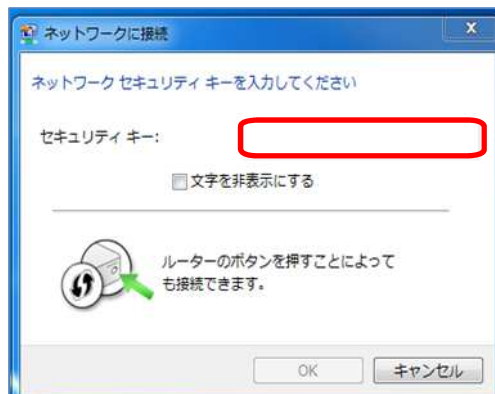 ネットワークに接続
ネットワーク セキュリティ キーを入力してください
セキュリティ キー:
文字を非表示にする
ルーターのボタンを押すことによって
も接続できます。
OK
キャンセル